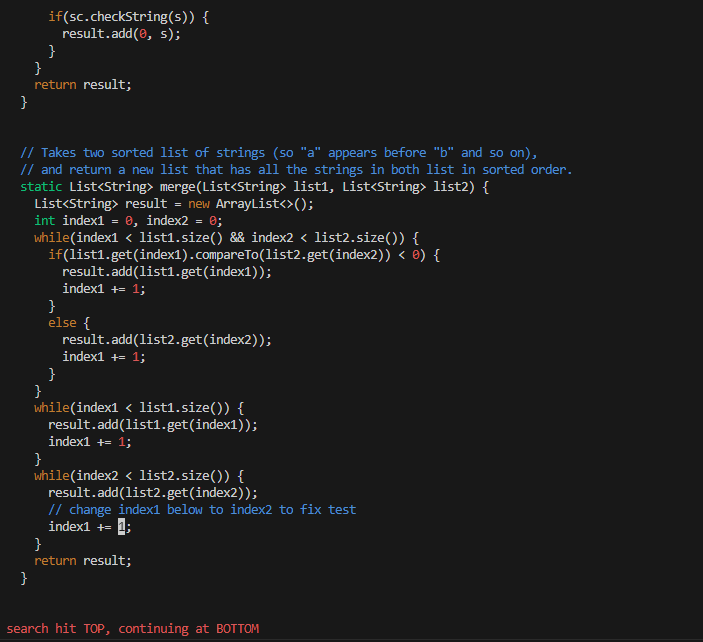 if(sc.checkString(s)) {
        result.add(0, s);
      }
    }
    return result;
  }

  // Takes two sorted list of strings (so "a" appears before "b" and so on),
  // and return a new list that has all the strings in both list in sorted order.
  static List<String> merge(List<String> list1, List<String> list2) {
    List<String> result = new ArrayList<>();
    int index1 = 0, index2 = 0;
    while(index1 < list1.size() && index2 < list2.size()) {
      if(list1.get(index1).compareTo(list2.get(index2)) < 0) {
        result.add(list1.get(index1));
        index1 += 1;
      }
      else {
        result.add(list2.get(index2));
        index1 += 1;
      }
    }
    while(index1 < list1.size()) {
      result.add(list1.get(index1));
      index1 += 1;
    }
    while(index2 < list2.size()) {
      result.add(list2.get(index2));
      // change index1 below to index2 to fix test
      index1 += 1;
    }
    return result;
  }

search hit TOP, continuing at BOTTOM